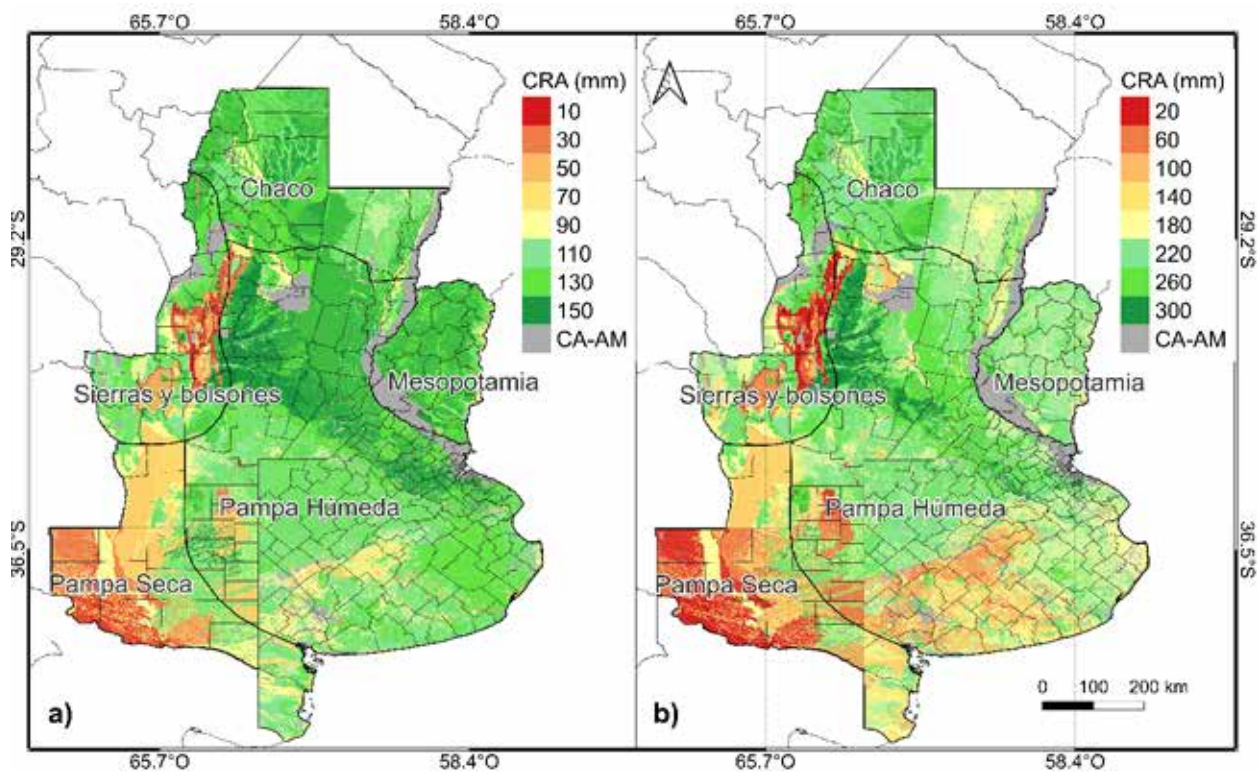 65.7°O 58.4°O 65.7°O 58.4°O
CRA (mm)
10
30
50
70
90
110
130
150
CA-AM
CRA (mm)
20
60
100
140
180
220
260
300
CA-AM
29.2°S
36.5°S
29.2°S
36.5°S
Chaco
Mesopotamia
Sierras y bolsones
Pampa Húmeda
Pampa Seca
a)
Chaco
Mesopotamia
Sierras y bolsones
Pampa Húmeda
Pampa Seca
b)
0 100 200 km
65.7°O 58.4°O 65.7°O 58.4°O